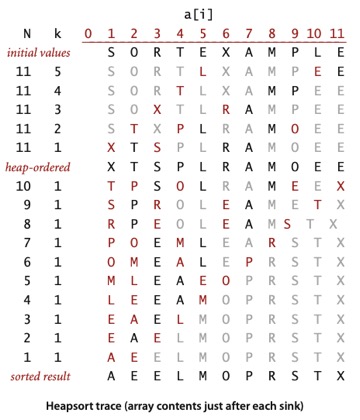 a[i]
N k 0 1 2 3 4 5 6 7 8 9 10 11
initial values S O R T E X A M P L E
11 5 S O R T L X A M P E E
11 4 S O R T L X A M P E E
11 3 S O X T L R A M P E E
11 2 S T X P L R A M O E E
11 1 X T S P L R A M O E E
heap-ordered X T S P L R A M O E E
10 1 T P S O L R A M E E X
9 1 S P R O L E A M E T X
8 1 R P E O L E A M S T X
7 1 P O E M L E A R S T X
6 1 O M E A L E P R S T X
5 1 M L E A E O P R S T X
4 1 L E E A M O P R S T X
3 1 E A E L M O P R S T X
2 1 E A E L M O P R S T X
1 1 A E E L M O P R S T X
sorted result A E E L M O P R S T X
Heapsort trace (array contents just after each sink)